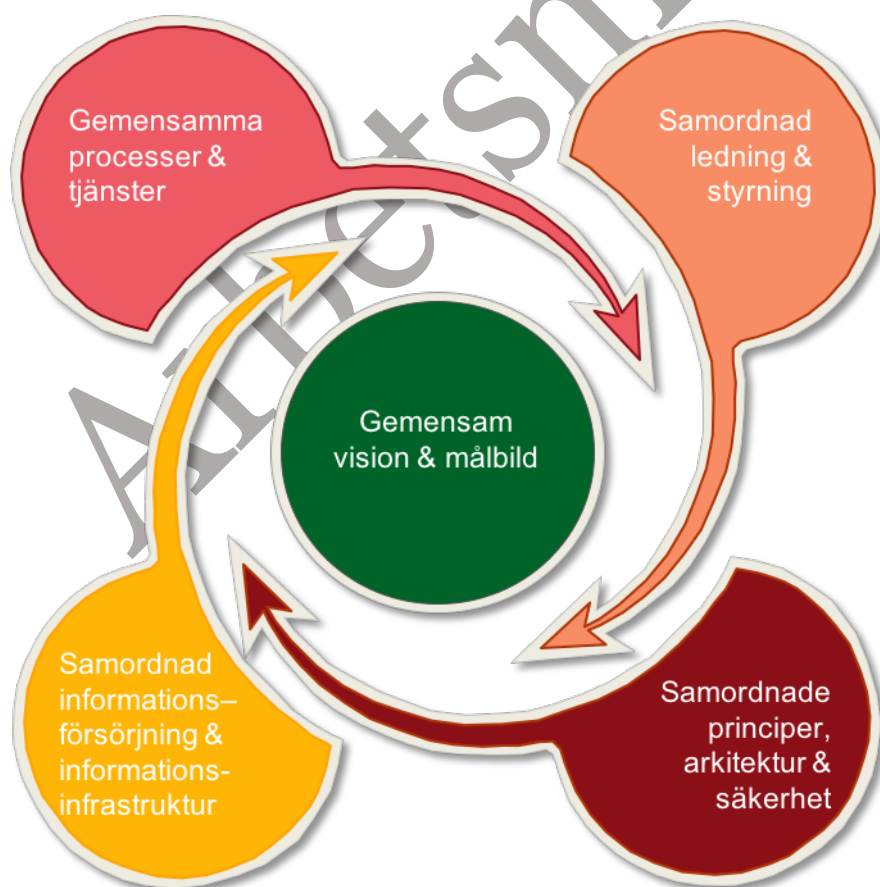 Gemensamma
processer &
tjänster
Samordnad
ledning &
styrning
Gemensam
vision & målbild
Samordnad
informations–
försörjning &
informations-
infrastruktur
Samordnade
principer,
arkitektur &
säkerhet